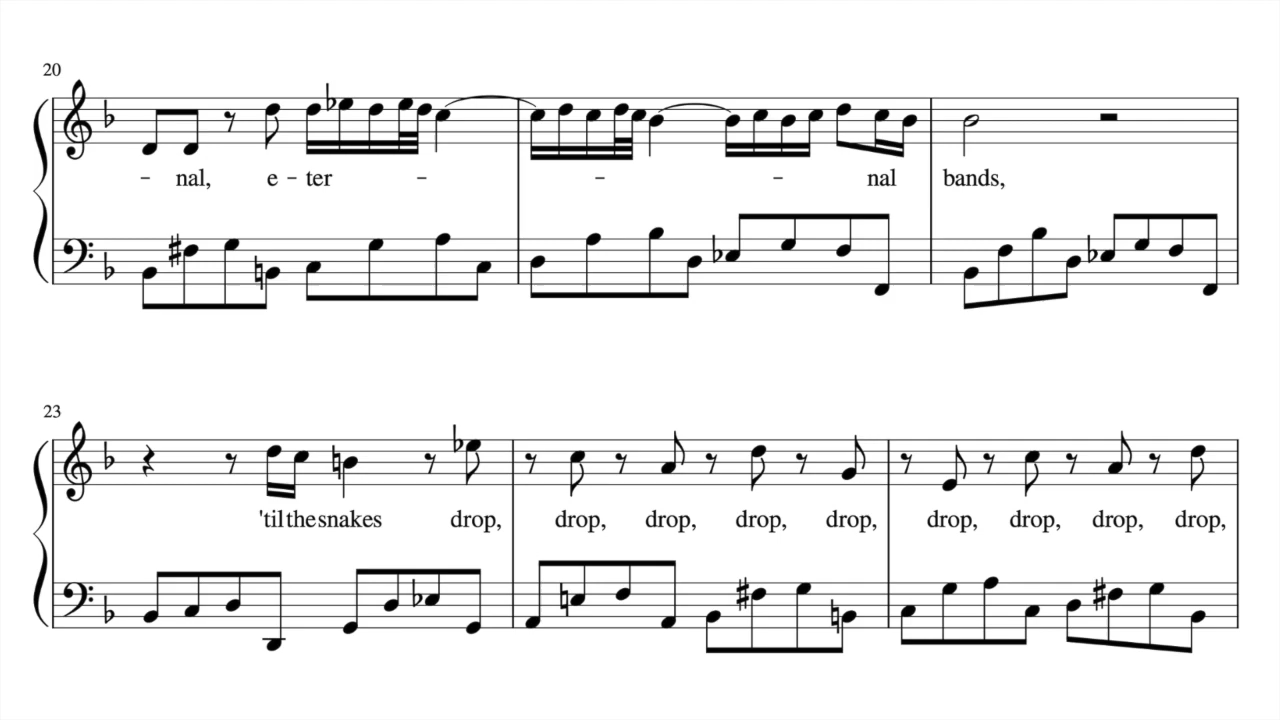 20
- nal, e - ter - - - nal bands,
23
'til the snakes drop, drop, drop, drop, drop, drop, drop, drop, drop,